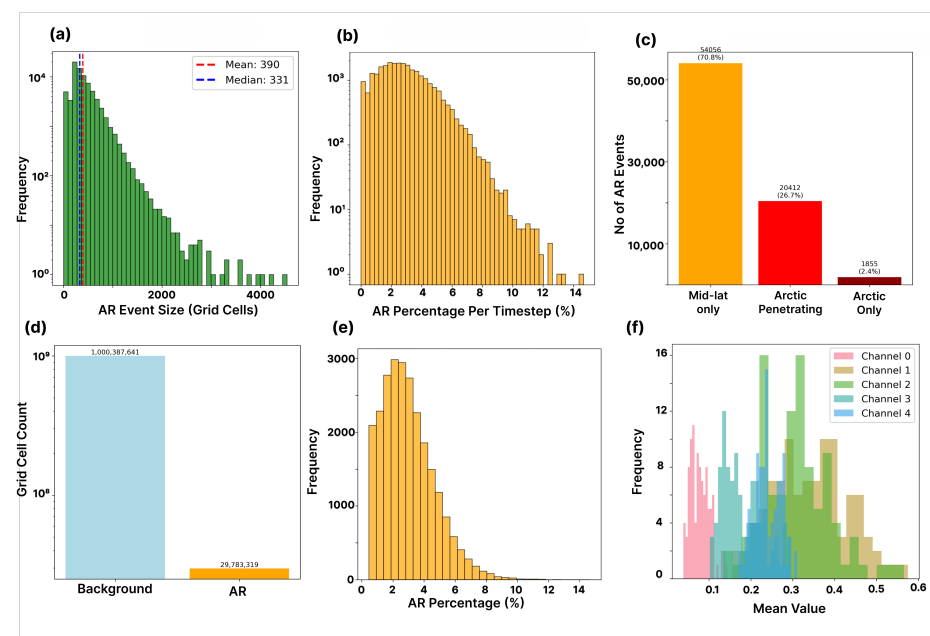 (a)
10⁴
10²
10⁰
Frequency
Mean: 390
Median: 331
0
2000
4000
AR Event Size (Grid Cells)
(b)
10³
10²
10¹
10⁰
Frequency
0
2
4
6
8
10
12
14
AR Percentage Per Timestep (%)
(c)
50,000
30,000
10,000
No of AR Events
54056
(70.8%)
20412
(26.7%)
1855
(2.4%)
Mid-lat
only
Arctic
Penetrating
Arctic
Only
(d)
10⁹
10⁸
Grid Cell Count
1,000,387,641
29,783,319
Background
AR
(e)
3000
2000
1000
0
Frequency
0
2
4
6
8
10
12
14
AR Percentage (%)
(f)
16
12
8
4
0
Frequency
Channel 0
Channel 1
Channel 2
Channel 3
Channel 4
0.1
0.2
0.3
0.4
0.5
0.6
Mean Value